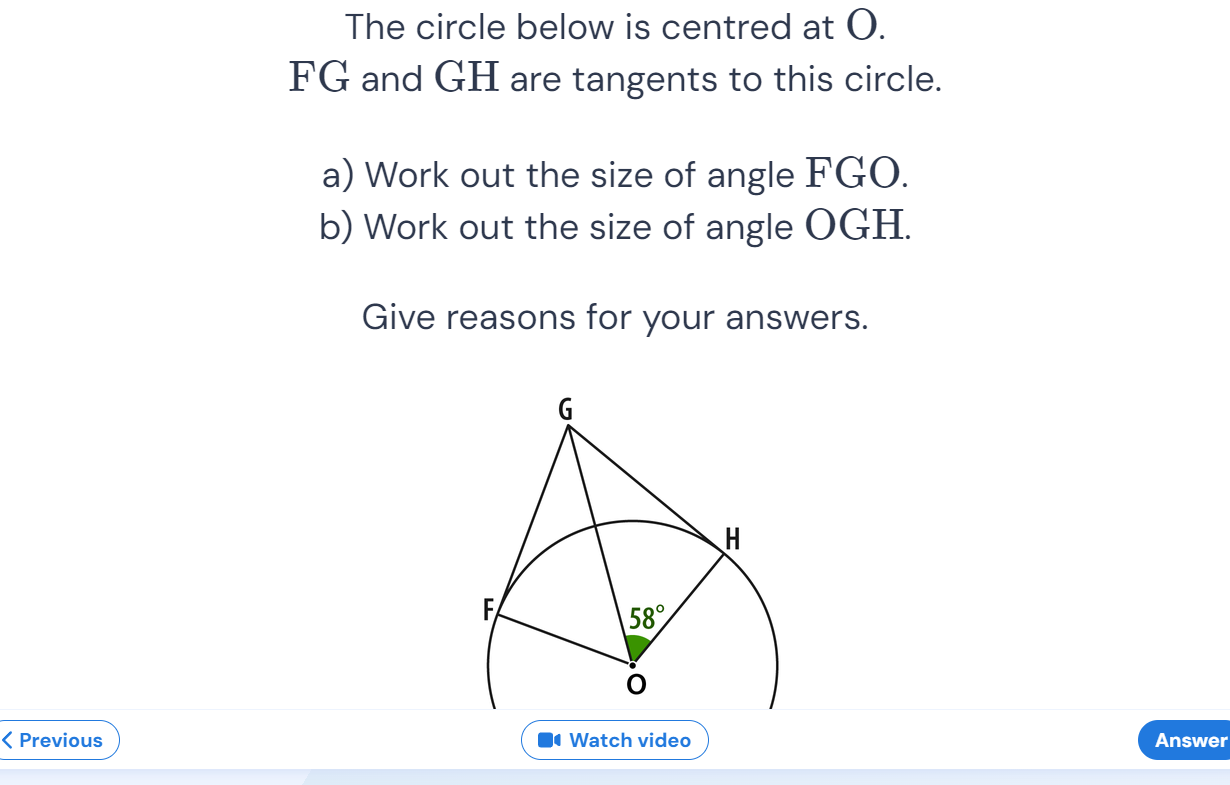 The circle below is centred at O.
FG and GH are tangents to this circle.
a) Work out the size of angle FGO.
b) Work out the size of angle OGH.
Give reasons for your answers.
G
H
F
58°
O
Previous
Watch video
Answer